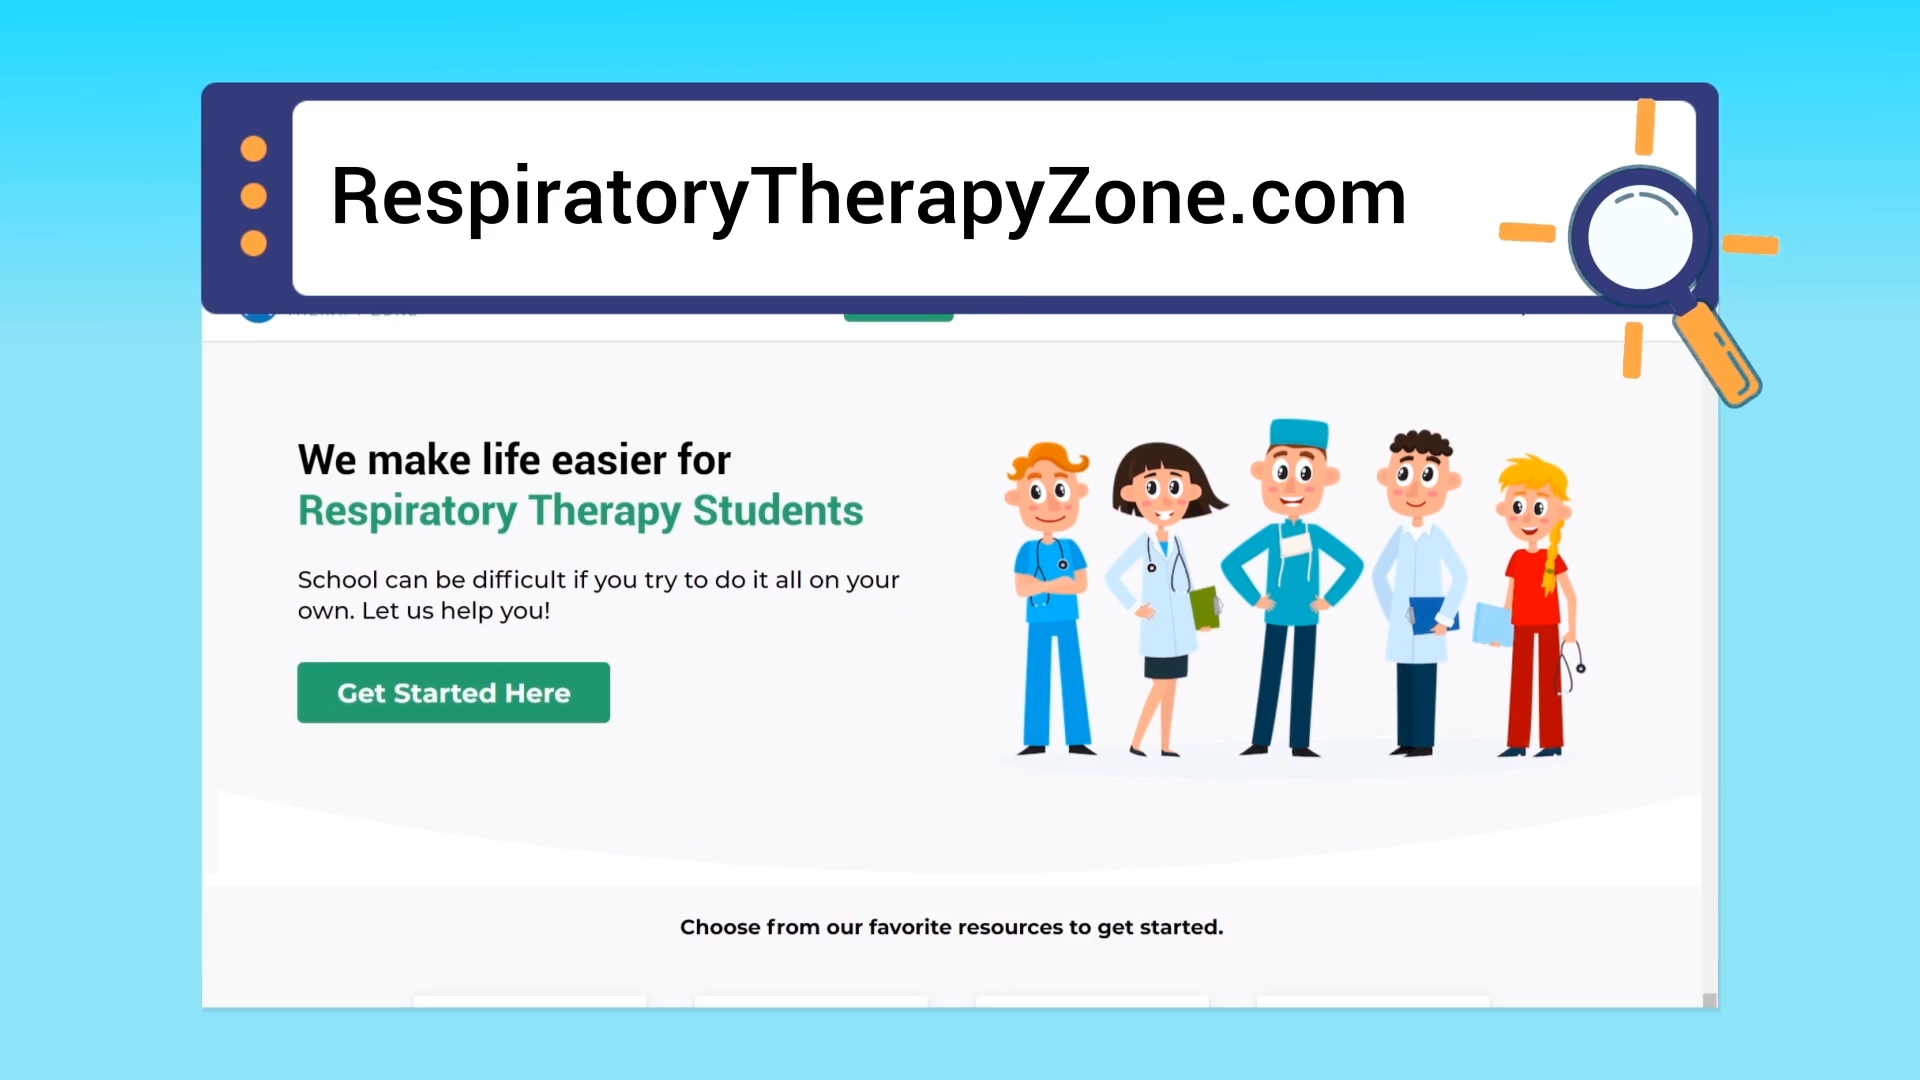 RespiratoryTherapyZone.com
We make life easier for
Respiratory Therapy Students
School can be difficult if you try to do it all on your
own. Let us help you!
Get Started Here
Choose from our favorite resources to get started.